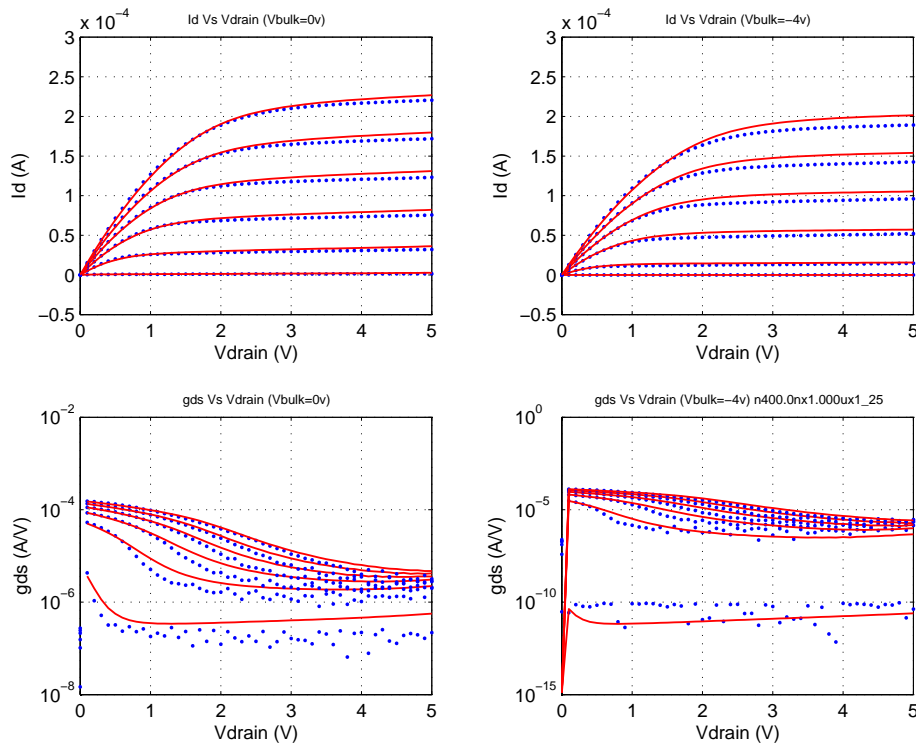 Id Vs Vdrain (Vbulk=0v)
x 10⁻⁴
3
2.5
2
1.5
1
0.5
0
−0.5
Id (A)
0 1 2 3 4 5
Vdrain (V)
Id Vs Vdrain (Vbulk=−4v)
x 10⁻⁴
3
2.5
2
1.5
1
0.5
0
−0.5
Id (A)
0 1 2 3 4 5
Vdrain (V)
gds Vs Vdrain (Vbulk=0v)
10⁻²
10⁻⁴
10⁻⁶
10⁻⁸
gds (A/V)
0 1 2 3 4 5
Vdrain (V)
gds Vs Vdrain (Vbulk=−4v) n400.0nx1.000ux1_25
10⁰
10⁻⁵
10⁻¹⁰
10⁻¹⁵
gds (A/V)
0 1 2 3 4 5
Vdrain (V)